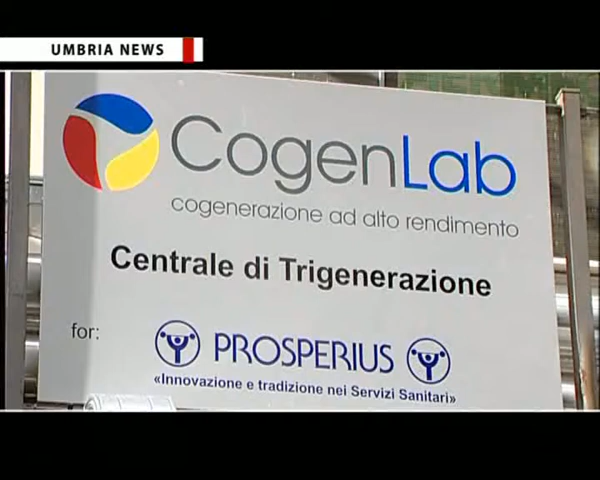 UMBRIA NEWS
CogenLab
cogenerazione ad alto rendimento
Centrale di Trigenerazione
for:
PROSPERIUS
«Innovazione e tradizione nei Servizi Sanitari»